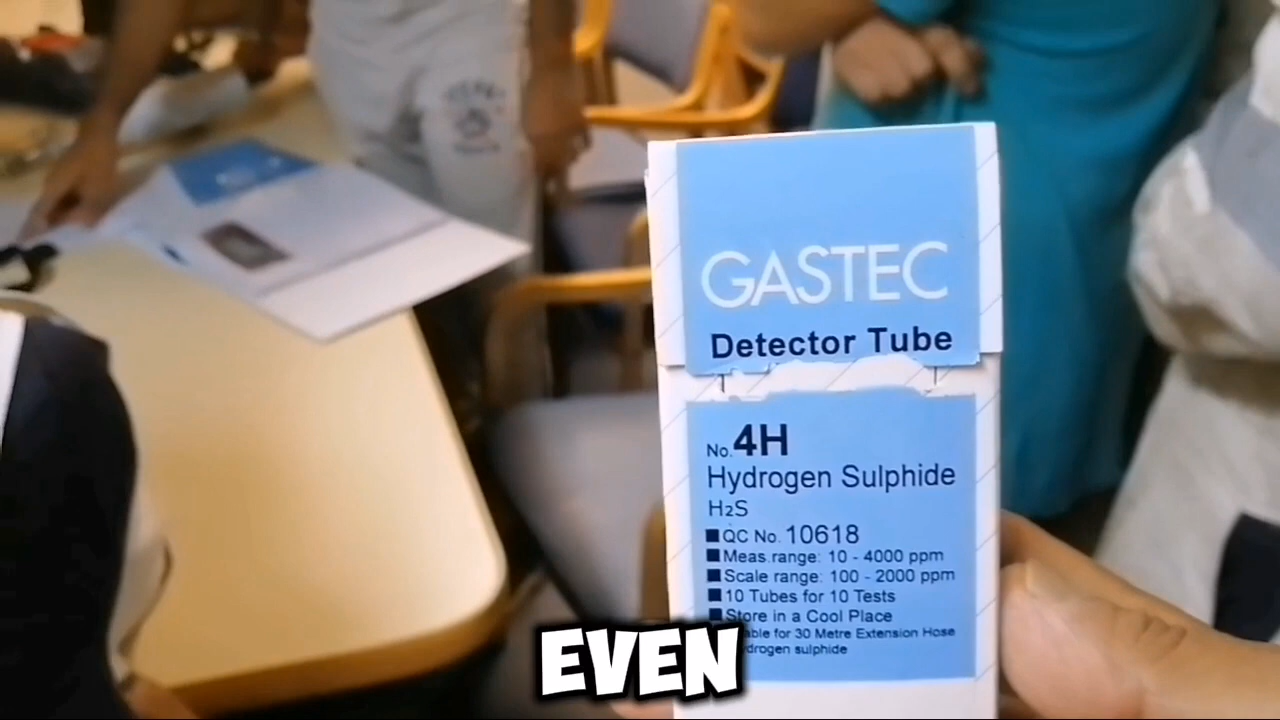 GASTEC
Detector Tube
No.4H
Hydrogen Sulphide
H₂S
■QC No. 10618
■Meas.range: 10 - 4000 ppm
■Scale range: 100 - 2000 ppm
■10 Tubes for 10 Tests
■Store in a Cool Place
for 30 Metre Extension Hose
sulphide
EVEN